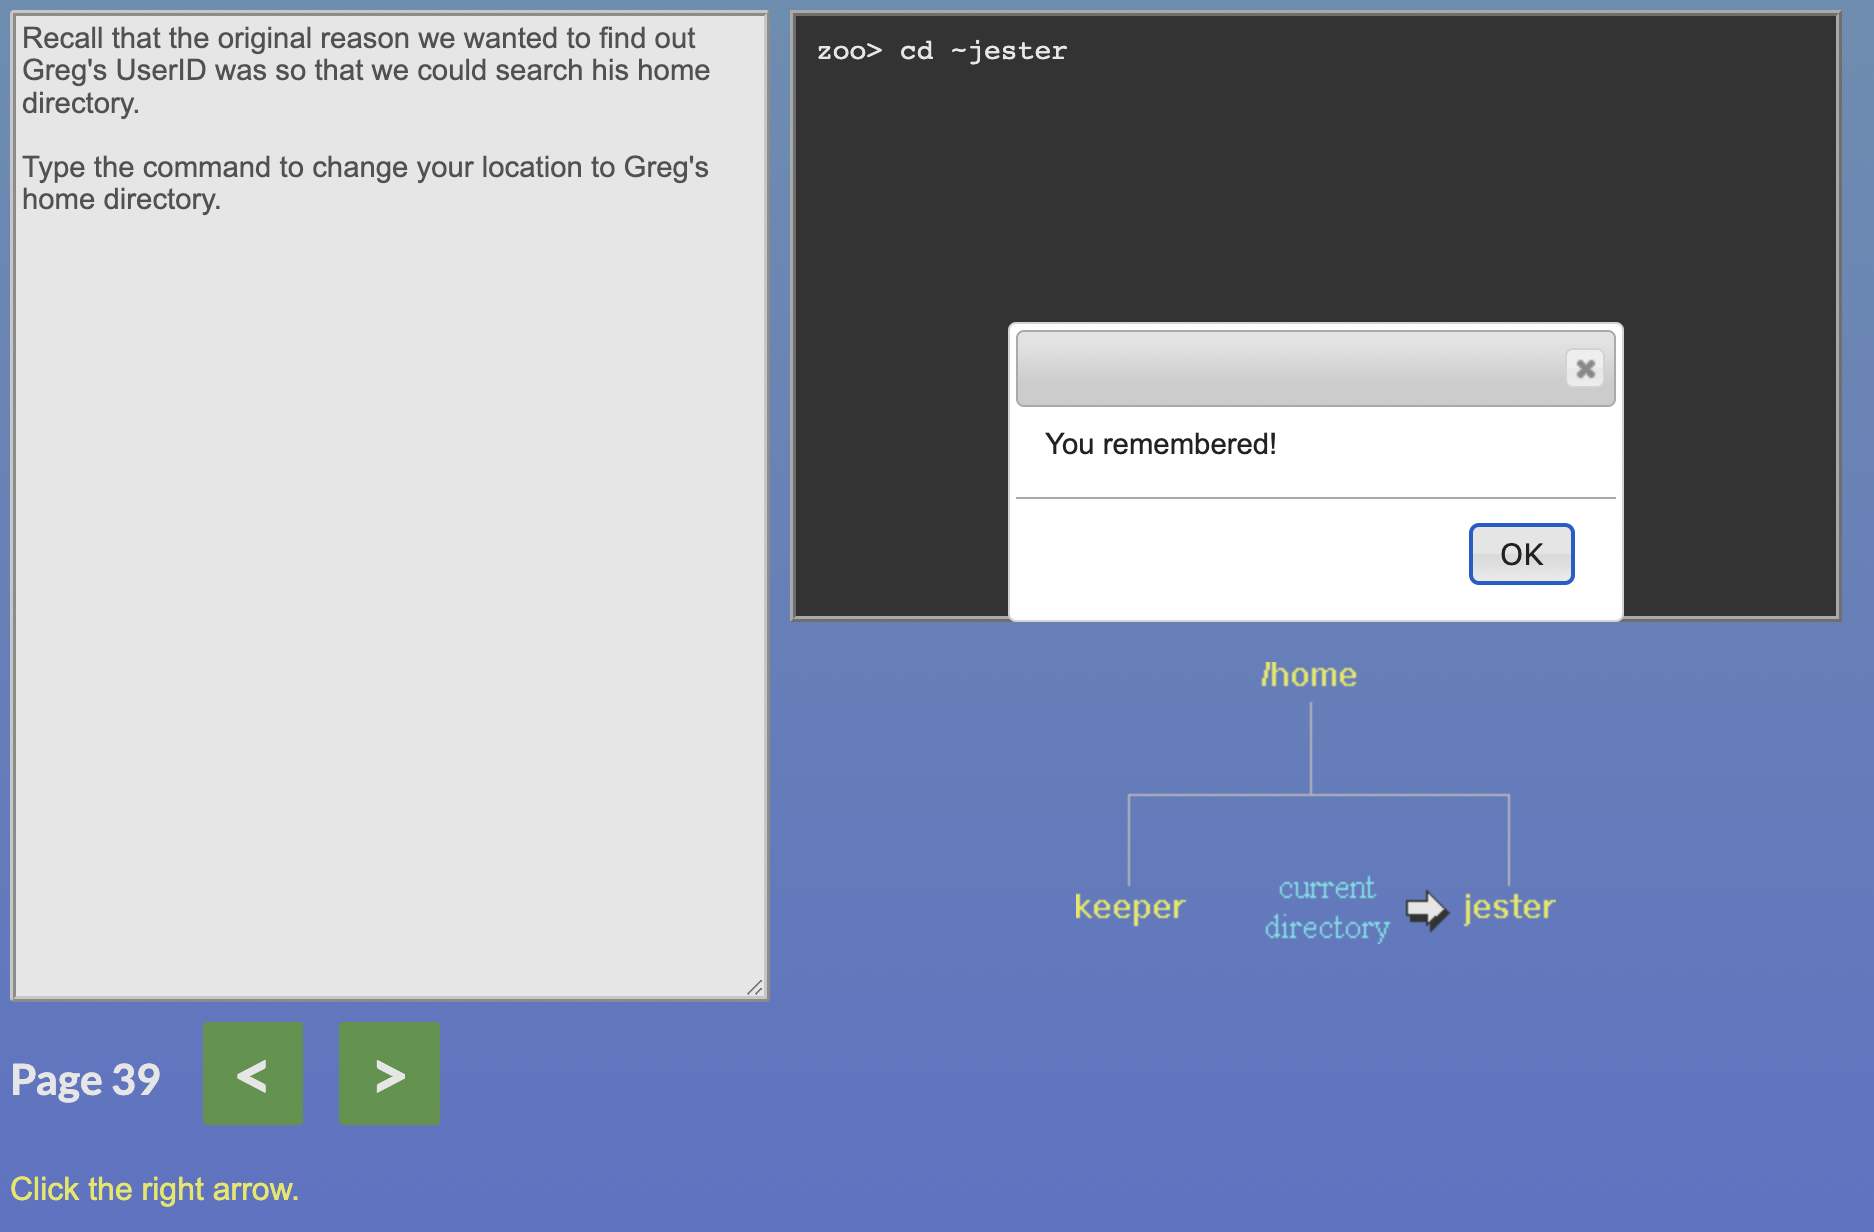 Recall that the original reason we wanted to find out
Greg's UserID was so that we could search his home
directory.
Type the command to change your location to Greg's
home directory.
zoo> cd ~jester
You remembered!
OK
/home
keeper
current
directory
jester
Page 39
<
>
Click the right arrow.